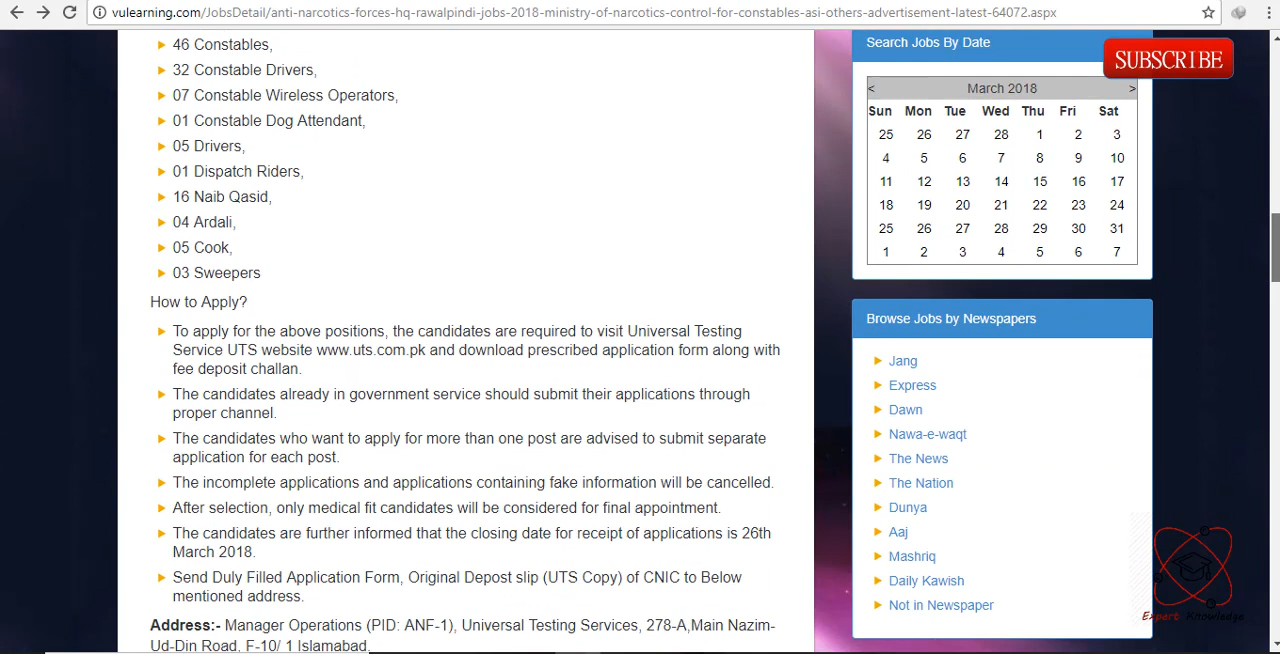 vulearning.com/JobsDetail/anti-narcotics-forces-hq-rawalpindi-jobs-2018-ministry-of-narcotics-control-for-constables-asi-others-advertisement-latest-64072.aspx
46 Constables,
32 Constable Drivers,
07 Constable Wireless Operators,
01 Constable Dog Attendant,
05 Drivers,
01 Dispatch Riders,
16 Naib Qasid,
04 Ardali,
05 Cook,
03 Sweepers
How to Apply?
To apply for the above positions, the candidates are required to visit Universal Testing
Service UTS website www.uts.com.pk and download prescribed application form along with
fee deposit challan.
The candidates already in government service should submit their applications through
proper channel.
The candidates who want to apply for more than one post are advised to submit separate
application for each post.
The incomplete applications and applications containing fake information will be cancelled.
After selection, only medical fit candidates will be considered for final appointment.
The candidates are further informed that the closing date for receipt of applications is 26th
March 2018.
Send Duly Filled Application Form, Original Depost slip (UTS Copy) of CNIC to Below
mentioned address.
Address:- Manager Operations (PID: ANF-1), Universal Testing Services, 278-A,Main Nazim-
Ud-Din Road, F-10/ 1 Islamabad.
Search Jobs By Date
SUBSCRIBE
< March 2018 >
Sun Mon Tue Wed Thu Fri Sat
25 26 27 28 1 2 3
4 5 6 7 8 9 10
11 12 13 14 15 16 17
18 19 20 21 22 23 24
25 26 27 28 29 30 31
1 2 3 4 5 6 7
Browse Jobs by Newspapers
Jang
Express
Dawn
Nawa-e-waqt
The News
The Nation
Dunya
Aaj
Mashriq
Daily Kawish
Not in Newspaper
Expert Knowledge